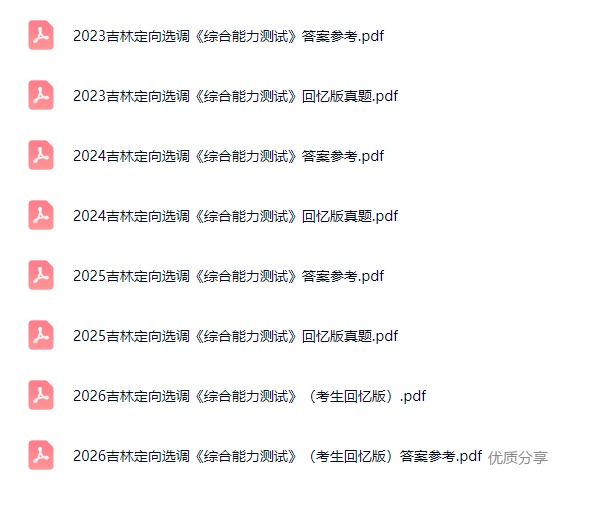 2023吉林定向选调《综合能力测试》答案参考.pdf
2023吉林定向选调《综合能力测试》回忆版真题.pdf
2024吉林定向选调《综合能力测试》答案参考.pdf
2024吉林定向选调《综合能力测试》回忆版真题.pdf
2025吉林定向选调《综合能力测试》答案参考.pdf
2025吉林定向选调《综合能力测试》回忆版真题.pdf
2026吉林定向选调《综合能力测试》（考生回忆版）.pdf
2026吉林定向选调《综合能力测试》（考生回忆版）答案参考.pdf 优质分享